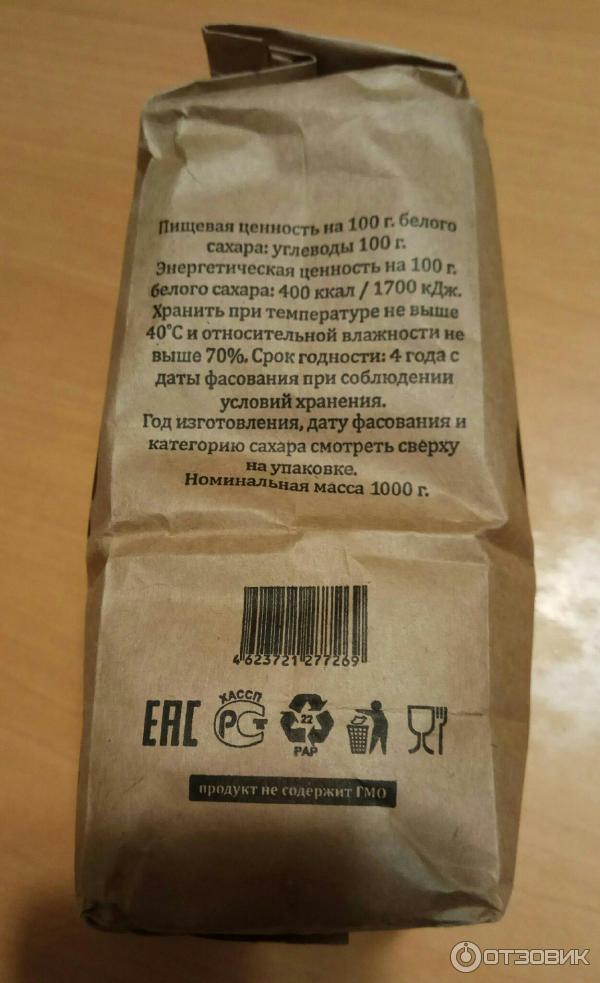 Пищевая ценность на 100 г. белого
сахара: углеводы 100 г.
Энергетическая ценность на 100 г.
белого сахара: 400 ккал / 1700 кДж.
Хранить при температуре не выше
40°С и относительной влажности не
выше 70%. Срок годности: 4 года с
даты фасования при соблюдении
условий хранения.
Год изготовления, дату фасования и
категорию сахара смотреть сверху
на упаковке.
Номинальная масса 1000 г.
4 623721 277269
ХАССП
ЕАС РСТ 22
PAP
продукт не содержит ГМО
ОТЗОВИК